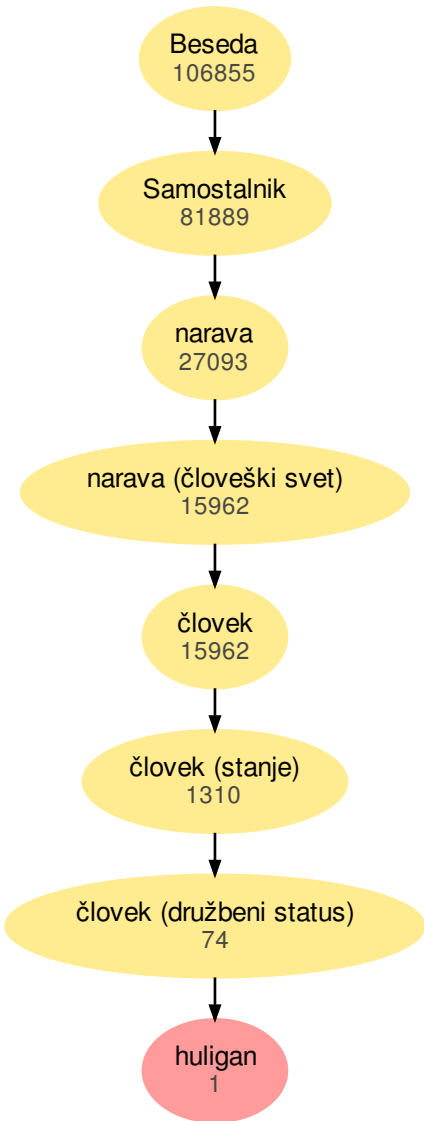 Beseda
106855
Samostalnik
81889
narava
27093
narava (človeški svet)
15962
človek
15962
človek (stanje)
1310
človek (družbeni status)
74
huligan
1